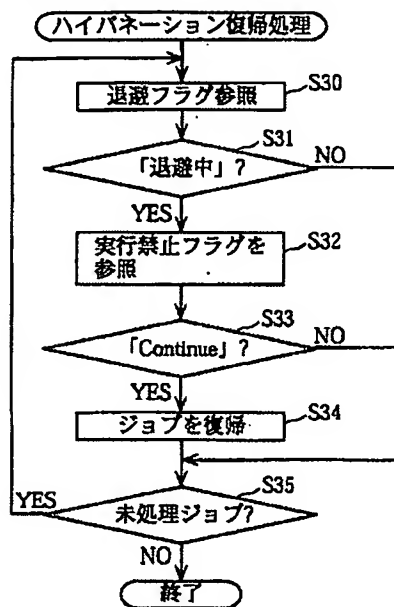 ハイバネーション復帰処理
S30
退避フラグ参照
S31
「退避中」?
NO
YES
S32
実行禁止フラグを
参照
S33
「Continue」?
NO
YES
S34
ジョブを復帰
S35
YES
未処理ジョブ?
NO
終了